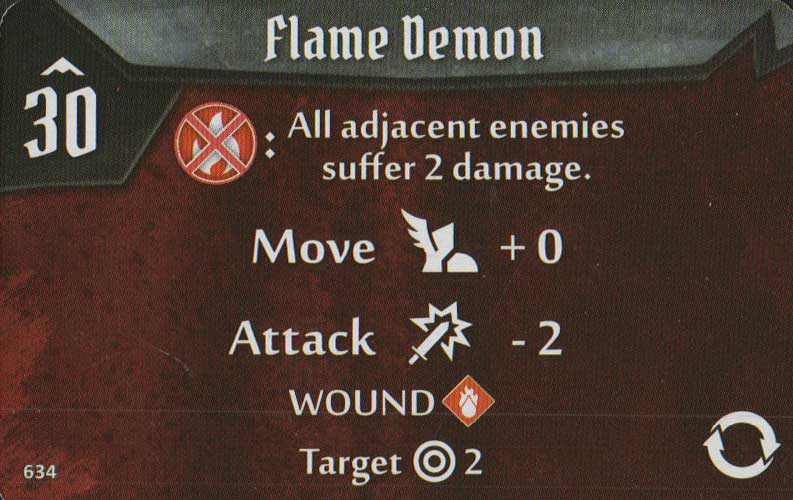 Flame Demon
30
: All adjacent enemies
suffer 2 damage.
Move + 0
Attack - 2
WOUND
Target 2
634